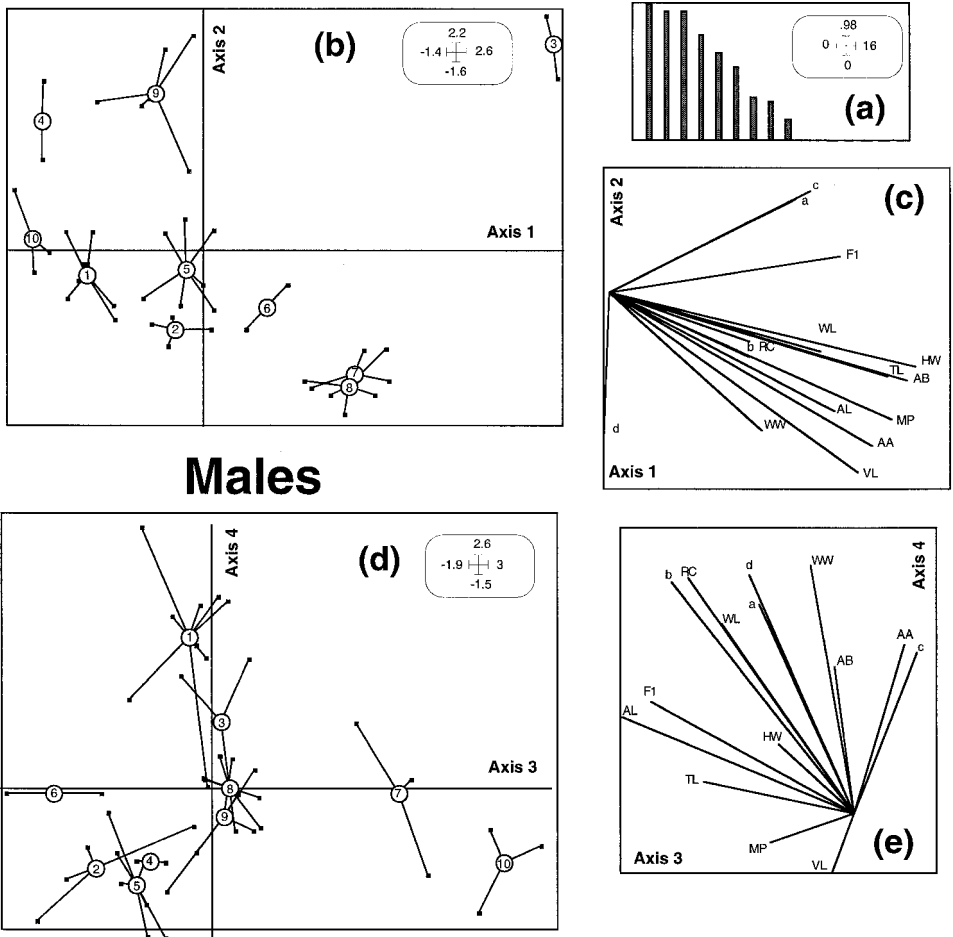 (b)
Axis 2
2.2
-1.4 2.6
-1.6
3
9
4
10
Axis 1
1
5
6
2
7
8
.98
0 16
0
(a)
Axis 2
(c)
c
a
F1
WL
b RC
HW
TL
AB
AL
MP
WW
AA
d
VL
Axis 1
Males
Axis 4
(d)
2.6
-1.9 3
-1.5
1
3
Axis 3
6
8
7
9
2
4
5
10
Axis 4
b
RC
d
WW
a
WL
AA
c
AB
F1
AL
HW
TL
MP
VL
Axis 3
(e)